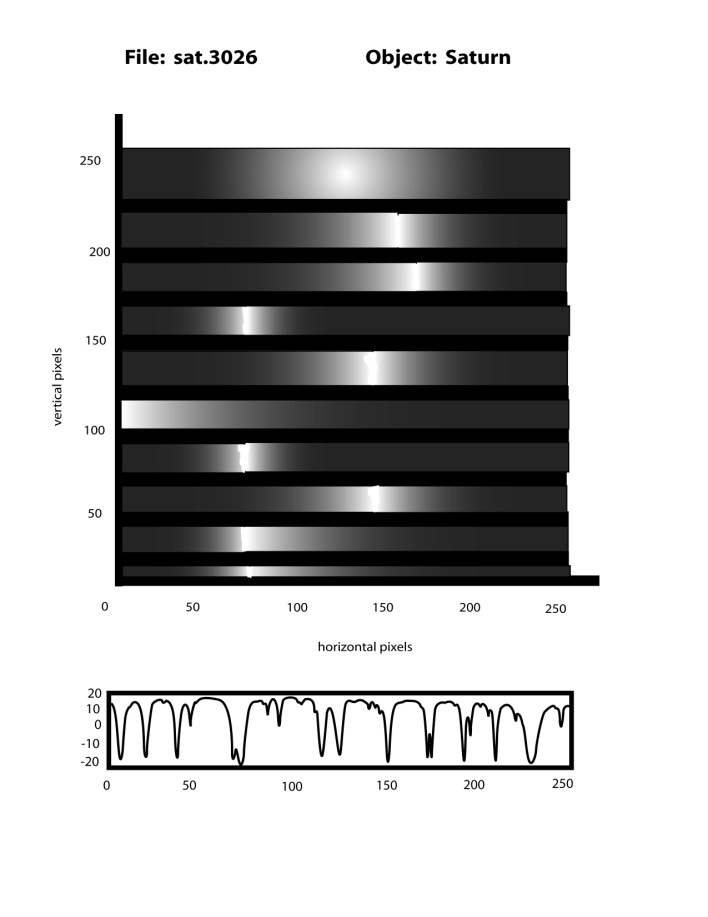 File: sat.3026 Object: Saturn
250
200
150
100
50
vertical pixels
0 50 100 150 200 250
horizontal pixels
20
10
0
-10
-20
0 50 100 150 200 250